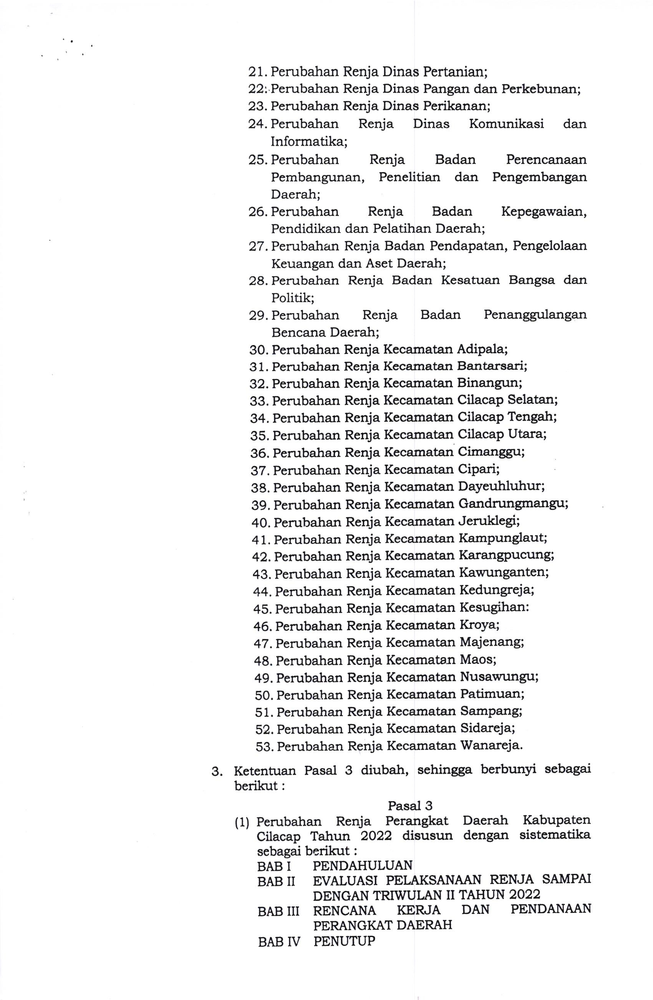 21. Perubahan Renja Dinas Pertanian;
22. Perubahan Renja Dinas Pangan dan Perkebunan;
23. Perubahan Renja Dinas Perikanan;
24. Perubahan Renja Dinas Komunikasi dan
Informatika;
25. Perubahan Renja Badan Perencanaan
Pembangunan, Penelitian dan Pengembangan
Daerah;
26. Perubahan Renja Badan Kepegawaian,
Pendidikan dan Pelatihan Daerah;
27. Perubahan Renja Badan Pendapatan, Pengelolaan
Keuangan dan Aset Daerah;
28. Perubahan Renja Badan Kesatuan Bangsa dan
Politik;
29. Perubahan Renja Badan Penanggulangan
Bencana Daerah;
30. Perubahan Renja Kecamatan Adipala;
31. Perubahan Renja Kecamatan Bantarsari;
32. Perubahan Renja Kecamatan Binangun;
33. Perubahan Renja Kecamatan Cilacap Selatan;
34. Perubahan Renja Kecamatan Cilacap Tengah;
35. Perubahan Renja Kecamatan Cilacap Utara;
36. Perubahan Renja Kecamatan Cimanggu;
37. Perubahan Renja Kecamatan Cipari;
38. Perubahan Renja Kecamatan Dayeuhluhur;
39. Perubahan Renja Kecamatan Gandrungmangu;
40. Perubahan Renja Kecamatan Jeruklegi;
41. Perubahan Renja Kecamatan Kampunglaut;
42. Perubahan Renja Kecamatan Karangpucung;
43. Perubahan Renja Kecamatan Kawunganten;
44. Perubahan Renja Kecamatan Kedungreja;
45. Perubahan Renja Kecamatan Kesugihan:
46. Perubahan Renja Kecamatan Kroya;
47. Perubahan Renja Kecamatan Majenang;
48. Perubahan Renja Kecamatan Maos;
49. Perubahan Renja Kecamatan Nusawungu;
50. Perubahan Renja Kecamatan Patimuan;
51. Perubahan Renja Kecamatan Sampang;
52. Perubahan Renja Kecamatan Sidareja;
53. Perubahan Renja Kecamatan Wanareja.
3. Ketentuan Pasal 3 diubah, sehingga berbunyi sebagai
berikut :
Pasal 3
(1) Perubahan Renja Perangkat Daerah Kabupaten
Cilacap Tahun 2022 disusun dengan sistematika
sebagai berikut :
BAB I PENDAHULUAN
BAB II EVALUASI PELAKSANAAN RENJA SAMPAI
DENGAN TRIWULAN II TAHUN 2022
BAB III RENCANA KERJA DAN PENDANAAN
PERANGKAT DAERAH
BAB IV PENUTUP